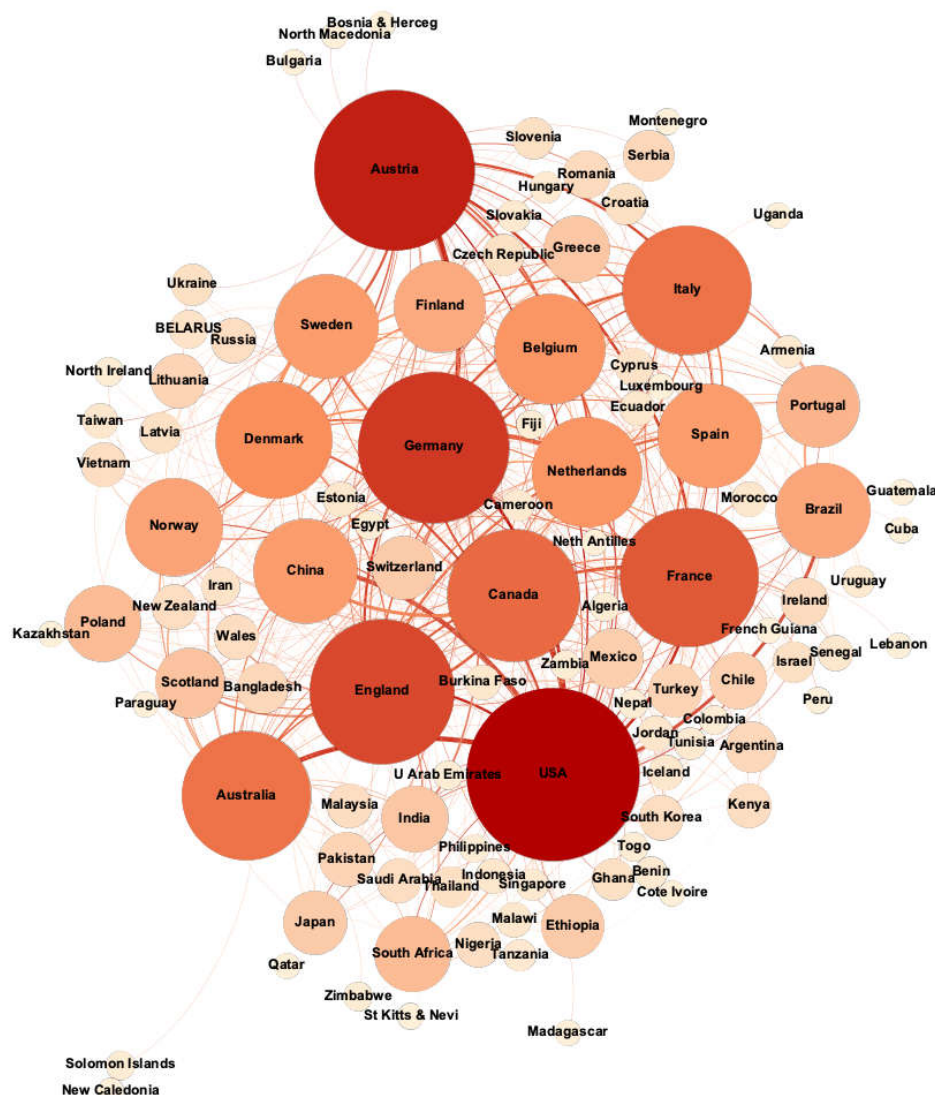 Bosnia & Herceg
North Macedonia
Bulgaria
Montenegro
Slovenia
Serbia
Austria
Romania
Hungary
Croatia
Slovakia
Uganda
Greece
Czech Republic
Ukraine
Italy
Finland
Sweden
BELARUS
Russia
Belgium
Armenia
Cyprus
North Ireland
Lithuania
Luxembourg
Ecuador
Portugal
Taiwan
Latvia
Denmark
Germany
Fiji
Spain
Vietnam
Netherlands
Guatemala
Estonia
Morocco
Cameroon
Brazil
Norway
Egypt
Cuba
Neth Antilles
China
Switzerland
France
Uruguay
Iran
Canada
Ireland
New Zealand
Algeria
Poland
French Guiana
Kazakhstan
Wales
Lebanon
Senegal
Mexico
Israel
Zambia
Scotland
Bangladesh
England
Burkina Faso
Turkey
Chile
Paraguay
Nepal
Peru
Colombia
Jordan
Tunisia
Argentina
U Arab Emirates
USA
Iceland
Australia
Malaysia
Kenya
India
South Korea
Togo
Philippines
Pakistan
Benin
Saudi Arabia
Indonesia
Thailand
Singapore
Ghana
Cote Ivoire
Malawi
Japan
Ethiopia
Nigeria
South Africa
Tanzania
Qatar
Zimbabwe
St Kitts & Nevi
Madagascar
Solomon Islands
New Caledonia